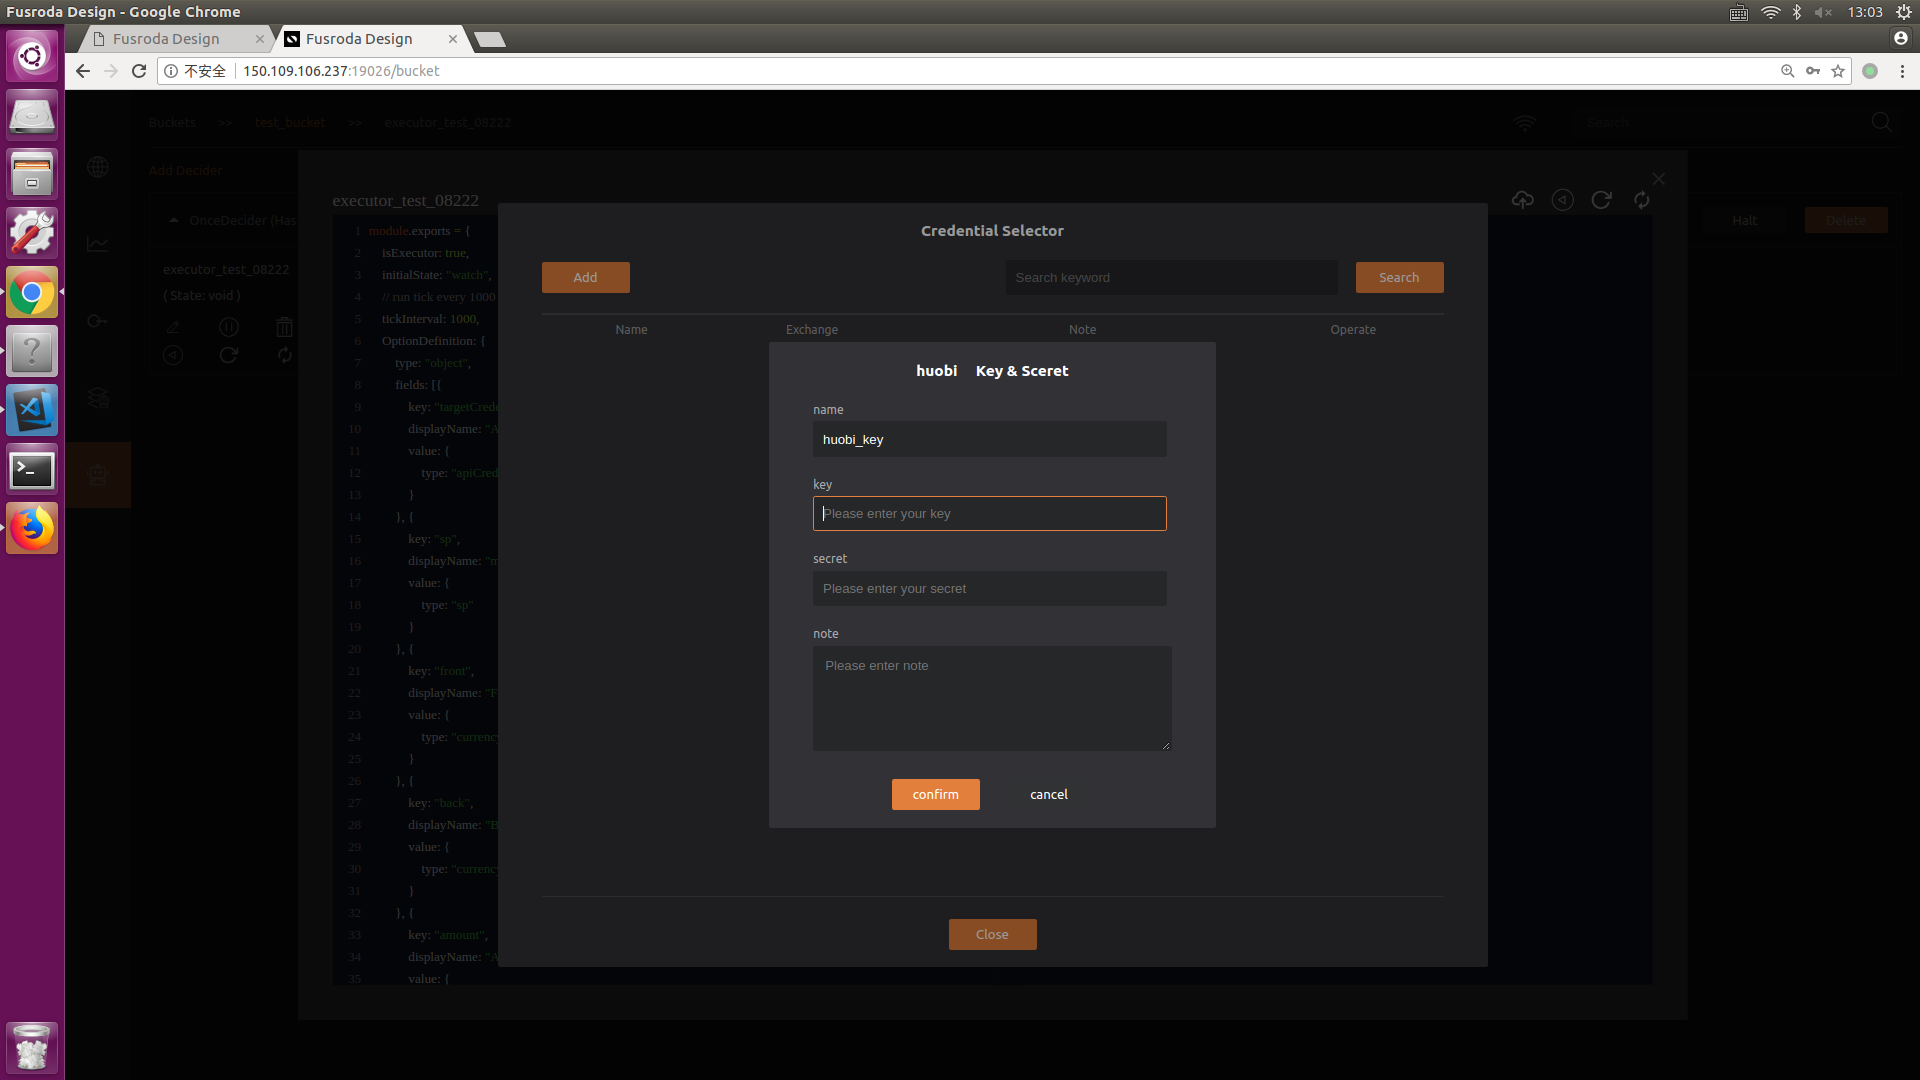 Fusroda Design - Google Chrome
13:03
Fusroda Design
Fusroda Design
不安全
150.109.106.237:19026/bucket
Buckets >> test_bucket >> executor_test_08222
Search
Add Decider
OnceDecider (Has
Halt
Delete
executor_test_08222
( State: void )
executor_test_08222
1 module.exports = {
2 isExecutor: true,
3 initialState: "watch",
4 // run tick every 1000
5 tickInterval: 1000,
6 OptionDefinition: {
7 type: "object",
8 fields: [{
9 key: "targetCrede
10 displayName: "A
11 value: {
12 type: "apiCred
13 }
14 }, {
15 key: "sp",
16 displayName: "m
17 value: {
18 type: "sp"
19 }
20 }, {
21 key: "front",
22 displayName: "F
23 value: {
24 type: "currency
25 }
26 }, {
27 key: "back",
28 displayName: "B
29 value: {
30 type: "currency
31 }
32 }, {
33 key: "amount",
34 displayName: "A
35 value: {
Credential Selector
Add
Search keyword
Search
Name Exchange Note Operate
huobi Key & Sceret
name
huobi_key
key
Please enter your key
secret
Please enter your secret
note
Please enter note
confirm
cancel
Close